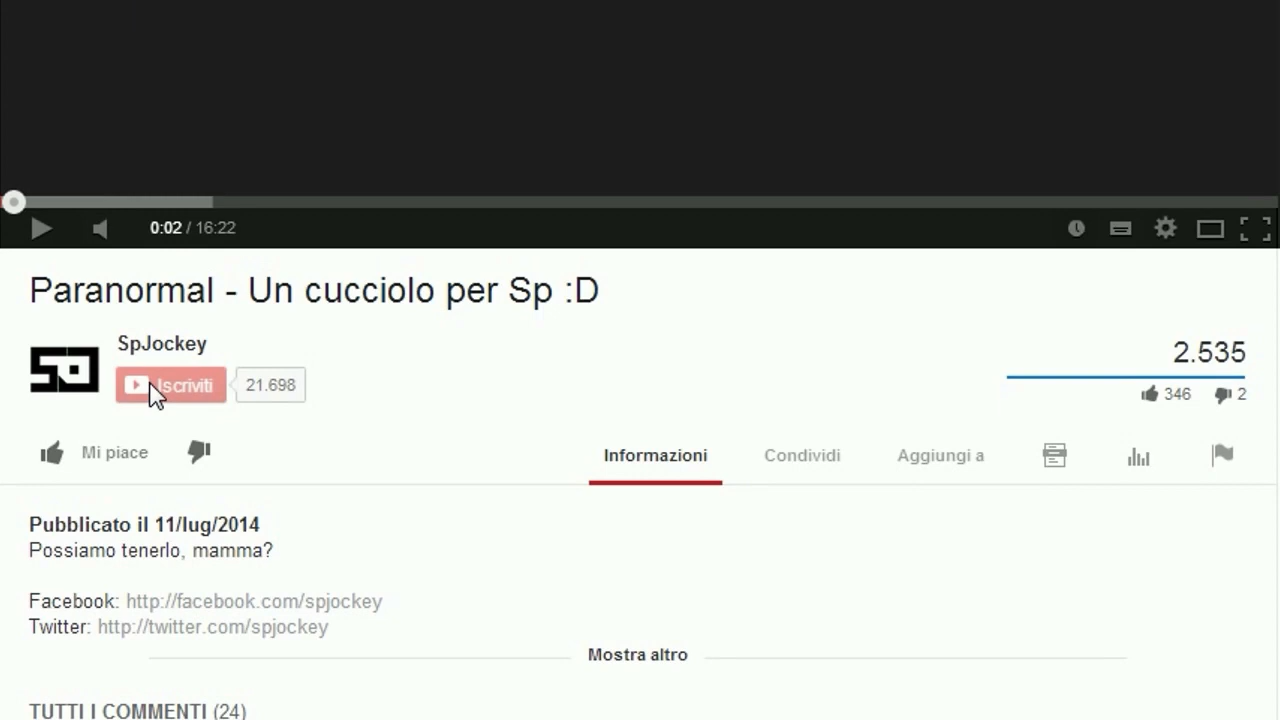 0:02 / 16:22
Paranormal - Un cucciolo per Sp :D
SpJockey
Iscriviti 21.698
2.535
346 2
Mi piace
Informazioni Condividi Aggiungi a
Pubblicato il 11/lug/2014
Possiamo tenerlo, mamma?
Facebook: http://facebook.com/spjockey
Twitter: http://twitter.com/spjockey
Mostra altro
TUTTI I COMMENTI (24)